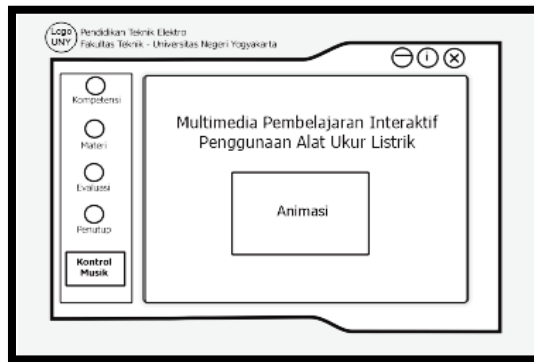 Logo
UNY
Pendidikan Teknik Elektro
Fakultas Teknik - Universitas Negeri Yogyakarta
i
Kompetensi
Materi
Evaluasi
Penutup
Kontrol
Musik
Multimedia Pembelajaran Interaktif
Penggunaan Alat Ukur Listrik
Animasi